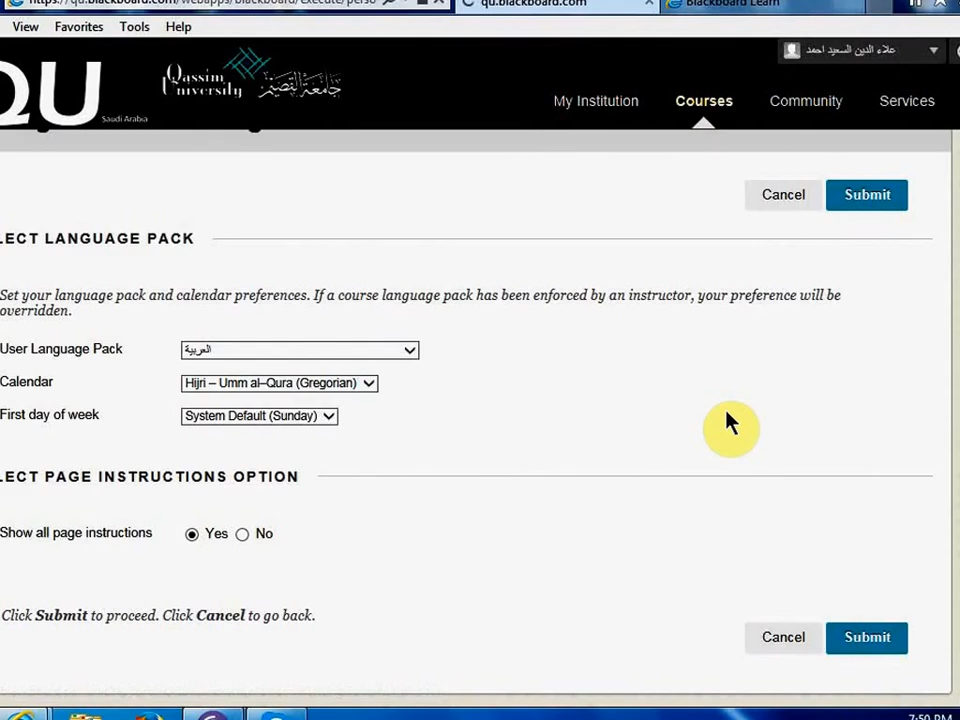 https://qu.blackboard.com/webapps/blackboard/execute/perso
qu.blackboard.com
Blackboard Learn
View Favorites Tools Help
علاء الدين السعيد احمد
QU
Saudi Arabia
Qassim
University
جامعة القصيم
My Institution Courses Community Services
Cancel Submit
LECT LANGUAGE PACK
Set your language pack and calendar preferences. If a course language pack has been enforced by an instructor, your preference will be
overridden.
User Language Pack العربية
Calendar Hijri – Umm al–Qura (Gregorian)
First day of week System Default (Sunday)
LECT PAGE INSTRUCTIONS OPTION
Show all page instructions Yes No
Click Submit to proceed. Click Cancel to go back.
Cancel Submit
7:50 PM